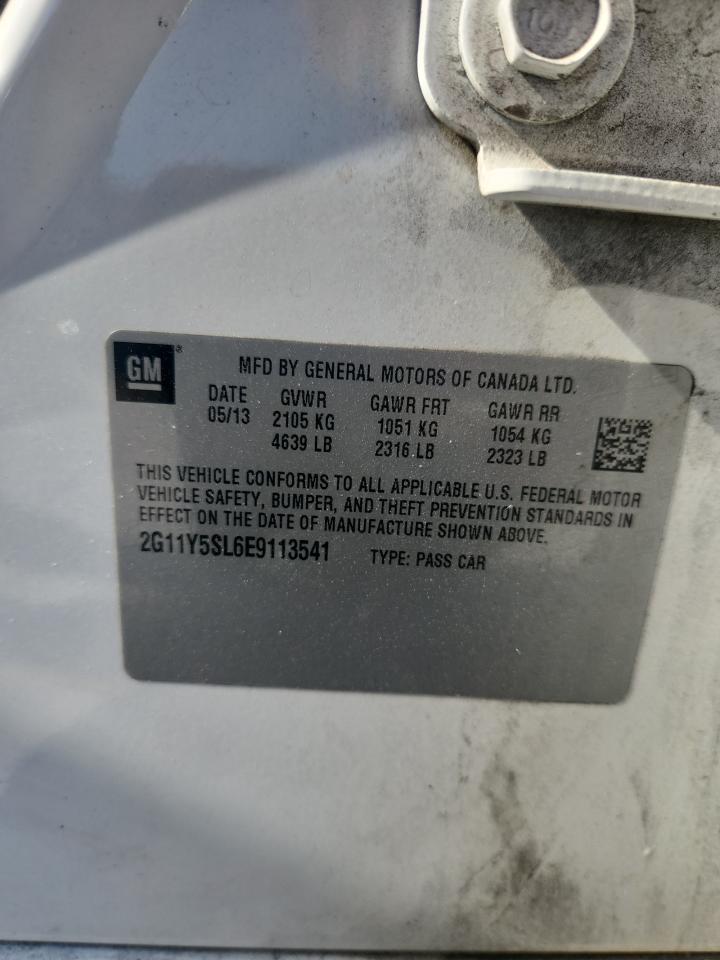 GM®
MFD BY GENERAL MOTORS OF CANADA LTD.
DATE GVWR GAWR FRT GAWR RR
05/13 2105 KG 1051 KG 1054 KG
4639 LB 2316 LB 2323 LB
THIS VEHICLE CONFORMS TO ALL APPLICABLE U.S. FEDERAL MOTOR
VEHICLE SAFETY, BUMPER, AND THEFT PREVENTION STANDARDS IN
EFFECT ON THE DATE OF MANUFACTURE SHOWN ABOVE.
2G11Y5SL6E9113541 TYPE: PASS CAR